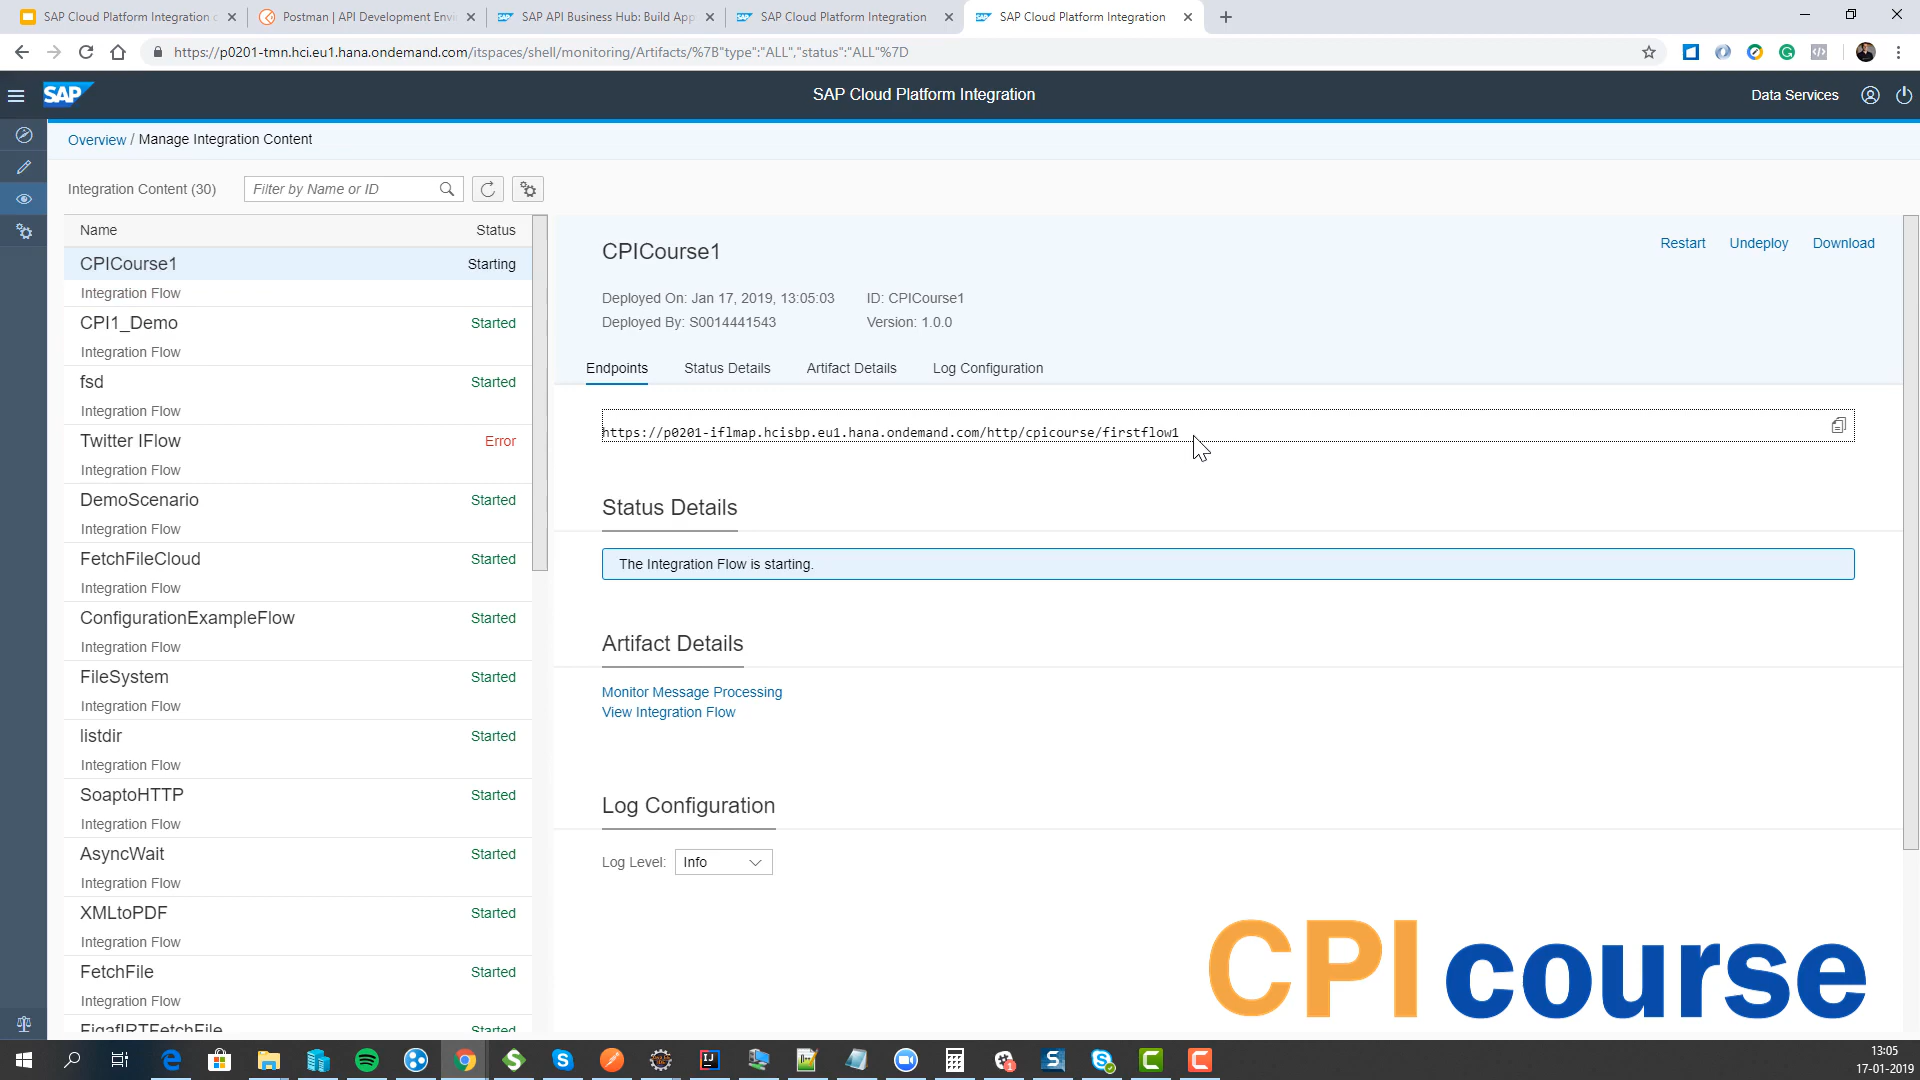 SAP Cloud Platform Integration c
Postman | API Development Envi
SAP API Business Hub: Build App
SAP Cloud Platform Integration
SAP Cloud Platform Integration
https://p0201-tmn.hci.eu1.hana.ondemand.com/itspaces/shell/monitoring/Artifacts/%7B"type":"ALL","status":"ALL"%7D
SAP
SAP Cloud Platform Integration
Data Services
Overview / Manage Integration Content
Integration Content (30)
Filter by Name or ID
Name Status
CPICourse1 Starting
Integration Flow
CPI1_Demo Started
Integration Flow
fsd Started
Integration Flow
Twitter IFlow Error
Integration Flow
DemoScenario Started
Integration Flow
FetchFileCloud Started
Integration Flow
ConfigurationExampleFlow Started
Integration Flow
FileSystem Started
Integration Flow
listdir Started
Integration Flow
SoaptoHTTP Started
Integration Flow
AsyncWait Started
Integration Flow
XMLtoPDF Started
Integration Flow
FetchFile Started
Integration Flow
FigafIRTFetchFile Started
CPICourse1
Restart Undeploy Download
Deployed On: Jan 17, 2019, 13:05:03 ID: CPICourse1
Deployed By: S0014441543 Version: 1.0.0
Endpoints Status Details Artifact Details Log Configuration
https://p0201-iflmap.hcisbp.eu1.hana.ondemand.com/http/cpicourse/firstflow1
Status Details
The Integration Flow is starting.
Artifact Details
Monitor Message Processing
View Integration Flow
Log Configuration
Log Level: Info
CPI course
13:05
17-01-2019